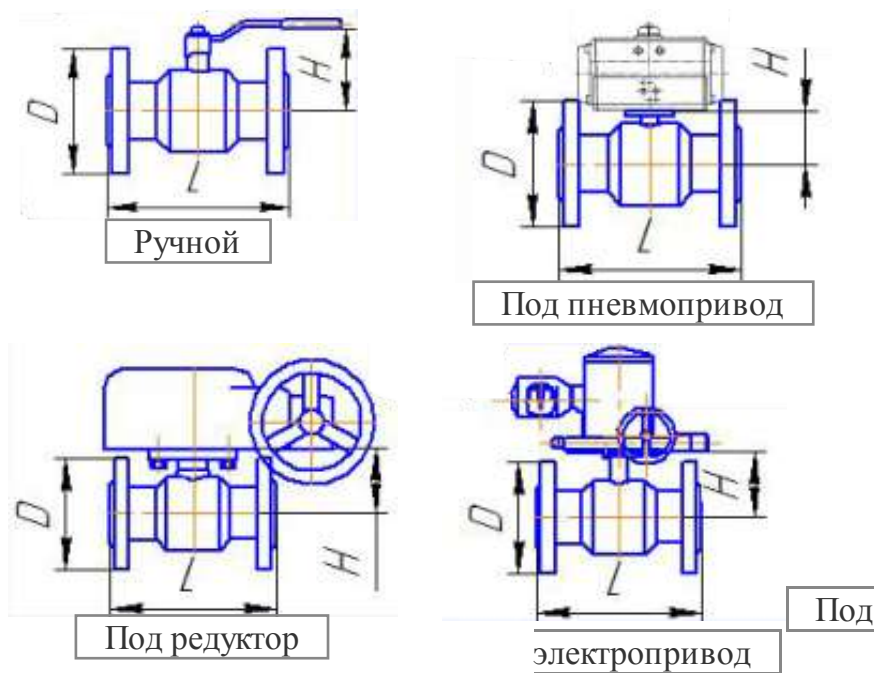 D
H
L
Ручной
D
H
L
Под пневмопривод
D
H
L
Под редуктор
D
H
L
Под
электропривод